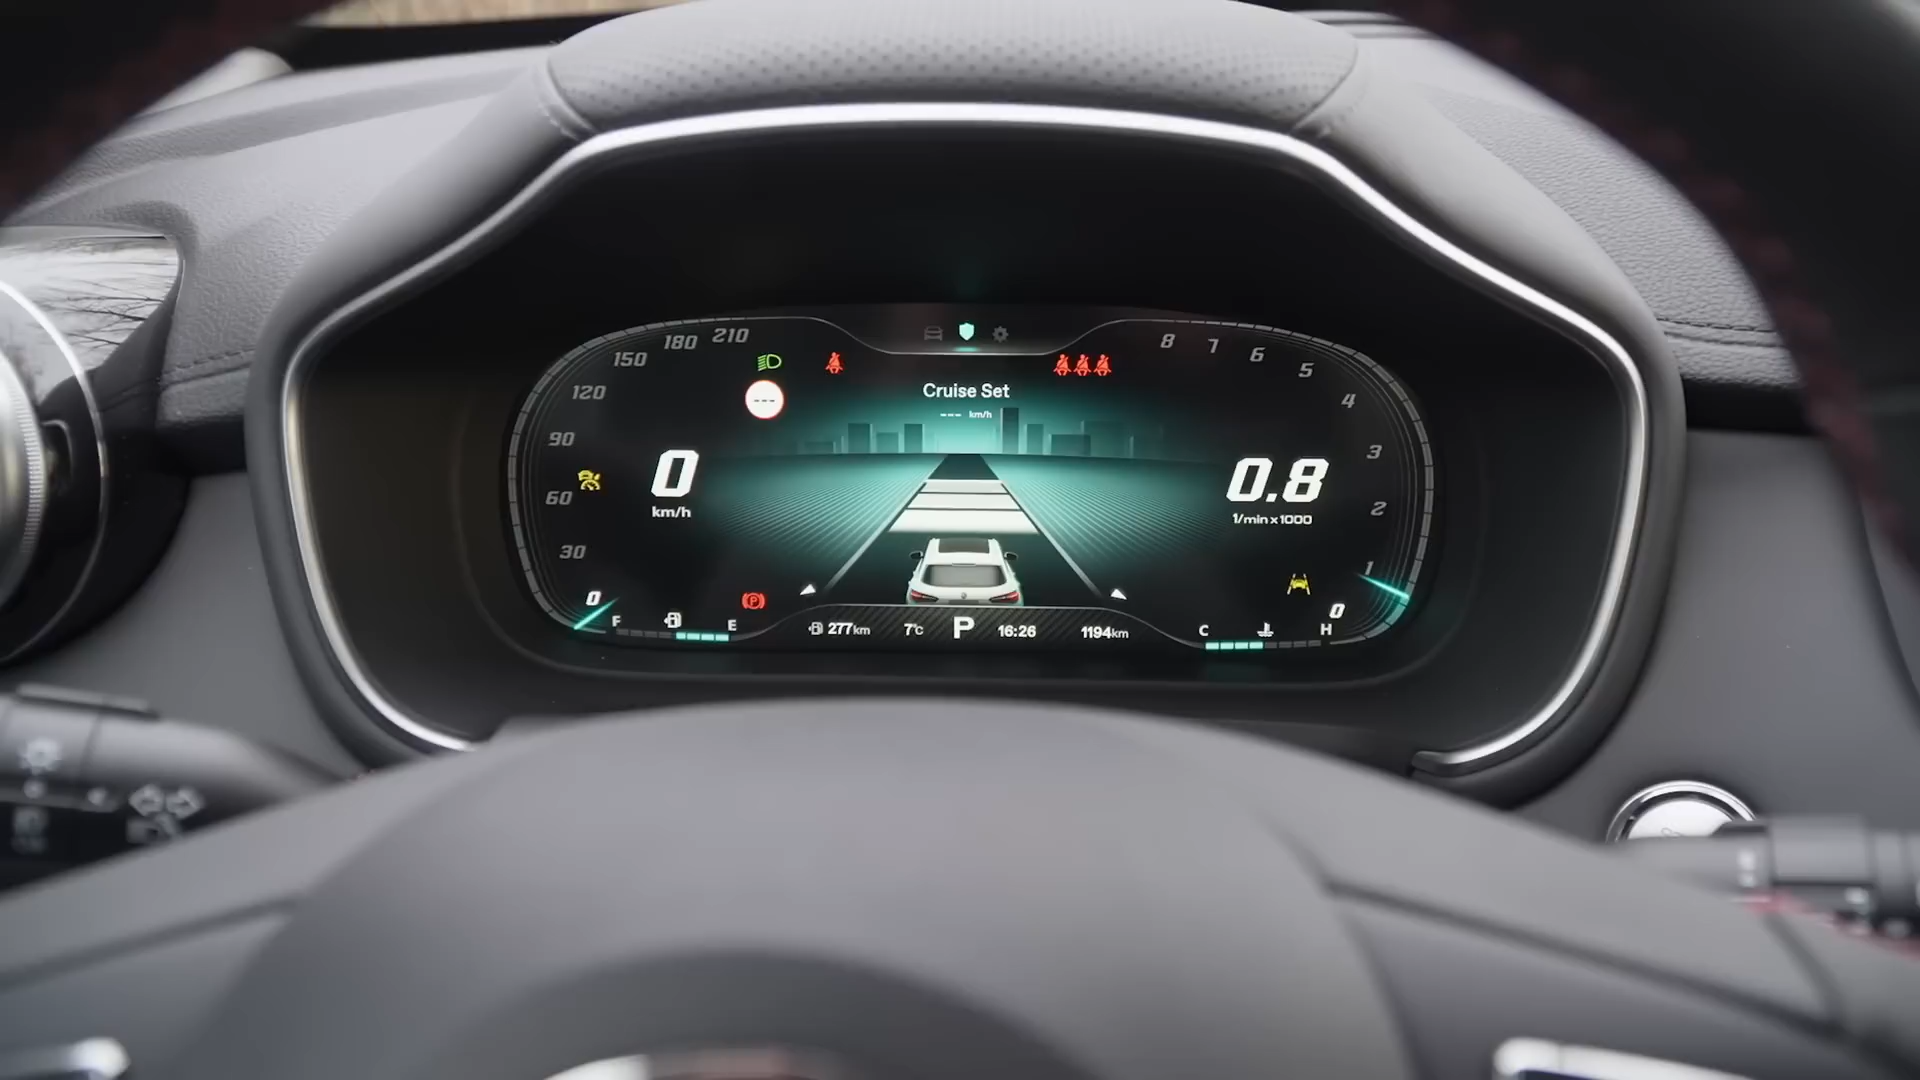 210
180
150
120
90
60
30
0
8
7
6
5
4
3
2
1
0
Cruise Set
--- km/h
---
0
km/h
0.8
1/min x 1000
P
F E
277km 7°C P 16:26 1194km
C H